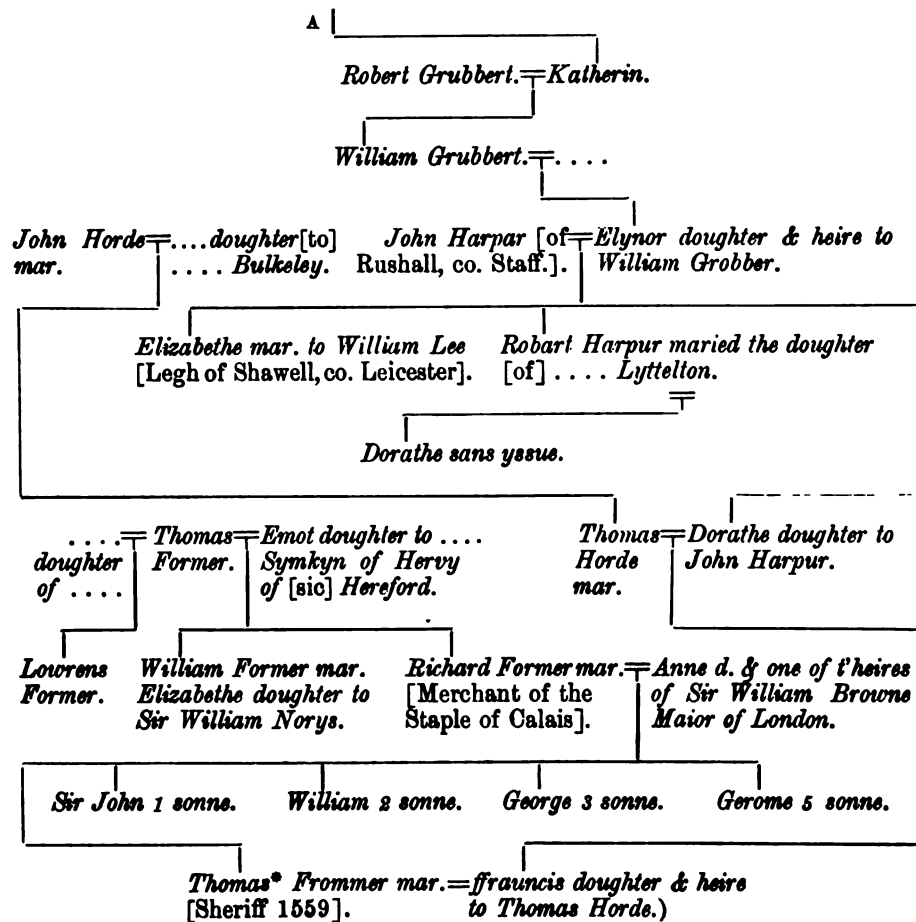 A
Robert Grubbert. Katherin.
William Grubbert. . . . .
John Horde . . . . doughter [to] John Harpar [of Elynor doughter & heire to
mar. . . . . Bulkeley. Rushall, co. Staff.]. William Grobber.
Elizabethe mar. to William Lee Robart Harpur maried the doughter
[Legh of Shawell, co. Leicester]. [of] . . . . Lyttelton.
Dorathe sans yssue.
. . . . Thomas Emot doughter to . . . . Thomas Dorathe daughter to
doughter Former. Symkyn of Hervy Horde John Harpur.
of . . . . of [sic] Hereford. mar.
Lowrens William Former mar. Richard Former mar. Anne d. & one of t'heires
Former. Elizabethe doughter to [Merchant of the of Sir William Browne
Sir William Norys. Staple of Calais]. Maior of London.
Sir John 1 sonne. William 2 sonne. George 3 sonne. Gerome 5 sonne.
Thomas* Frommer mar. = ffrauncis doughter & heire
[Sheriff 1559]. to Thomas Horde.)